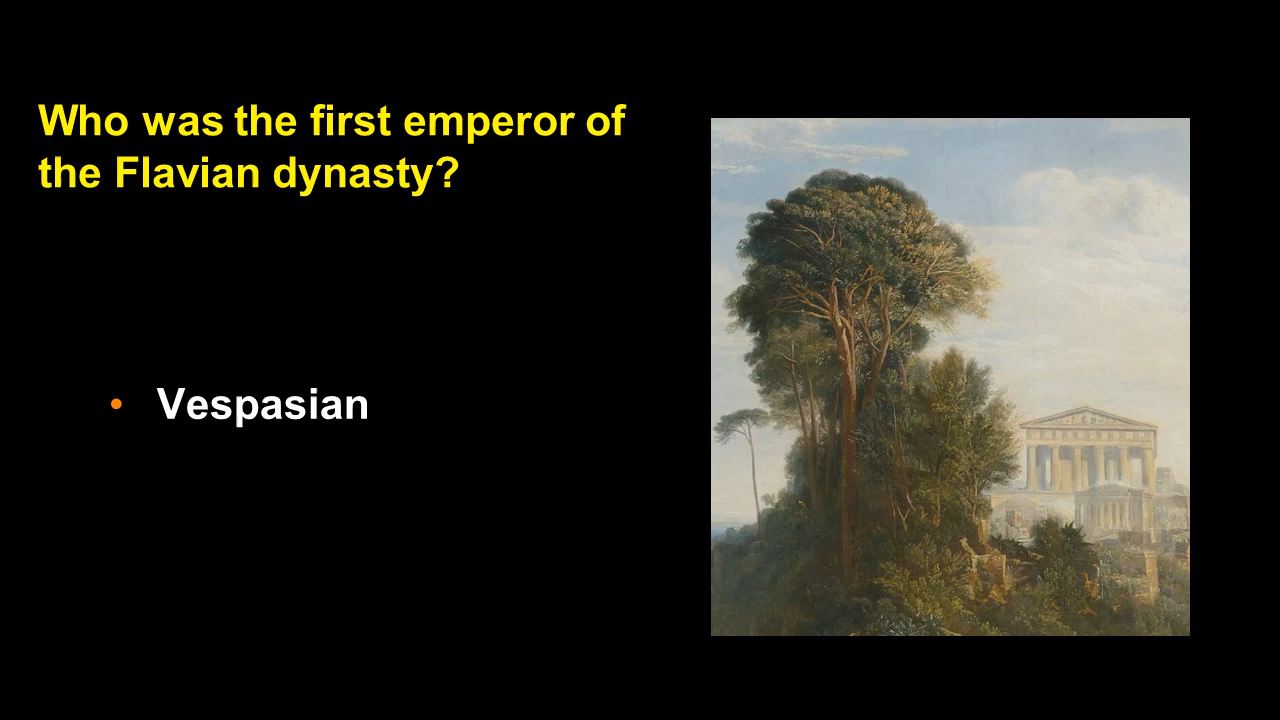 Who was the first emperor of
the Flavian dynasty?
• Vespasian